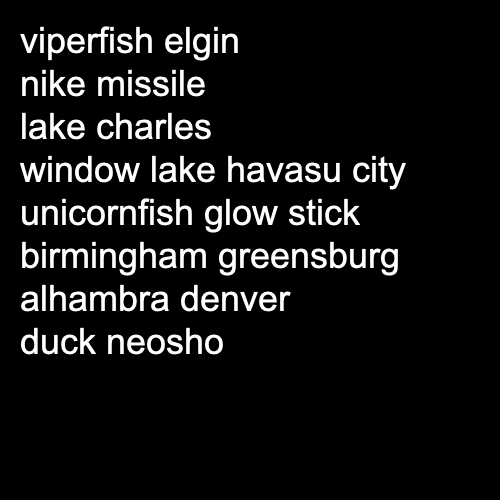 viperfish elgin
nike missile
lake charles
window lake havasu city
unicornfish glow stick
birmingham greensburg
alhambra denver
duck neosho